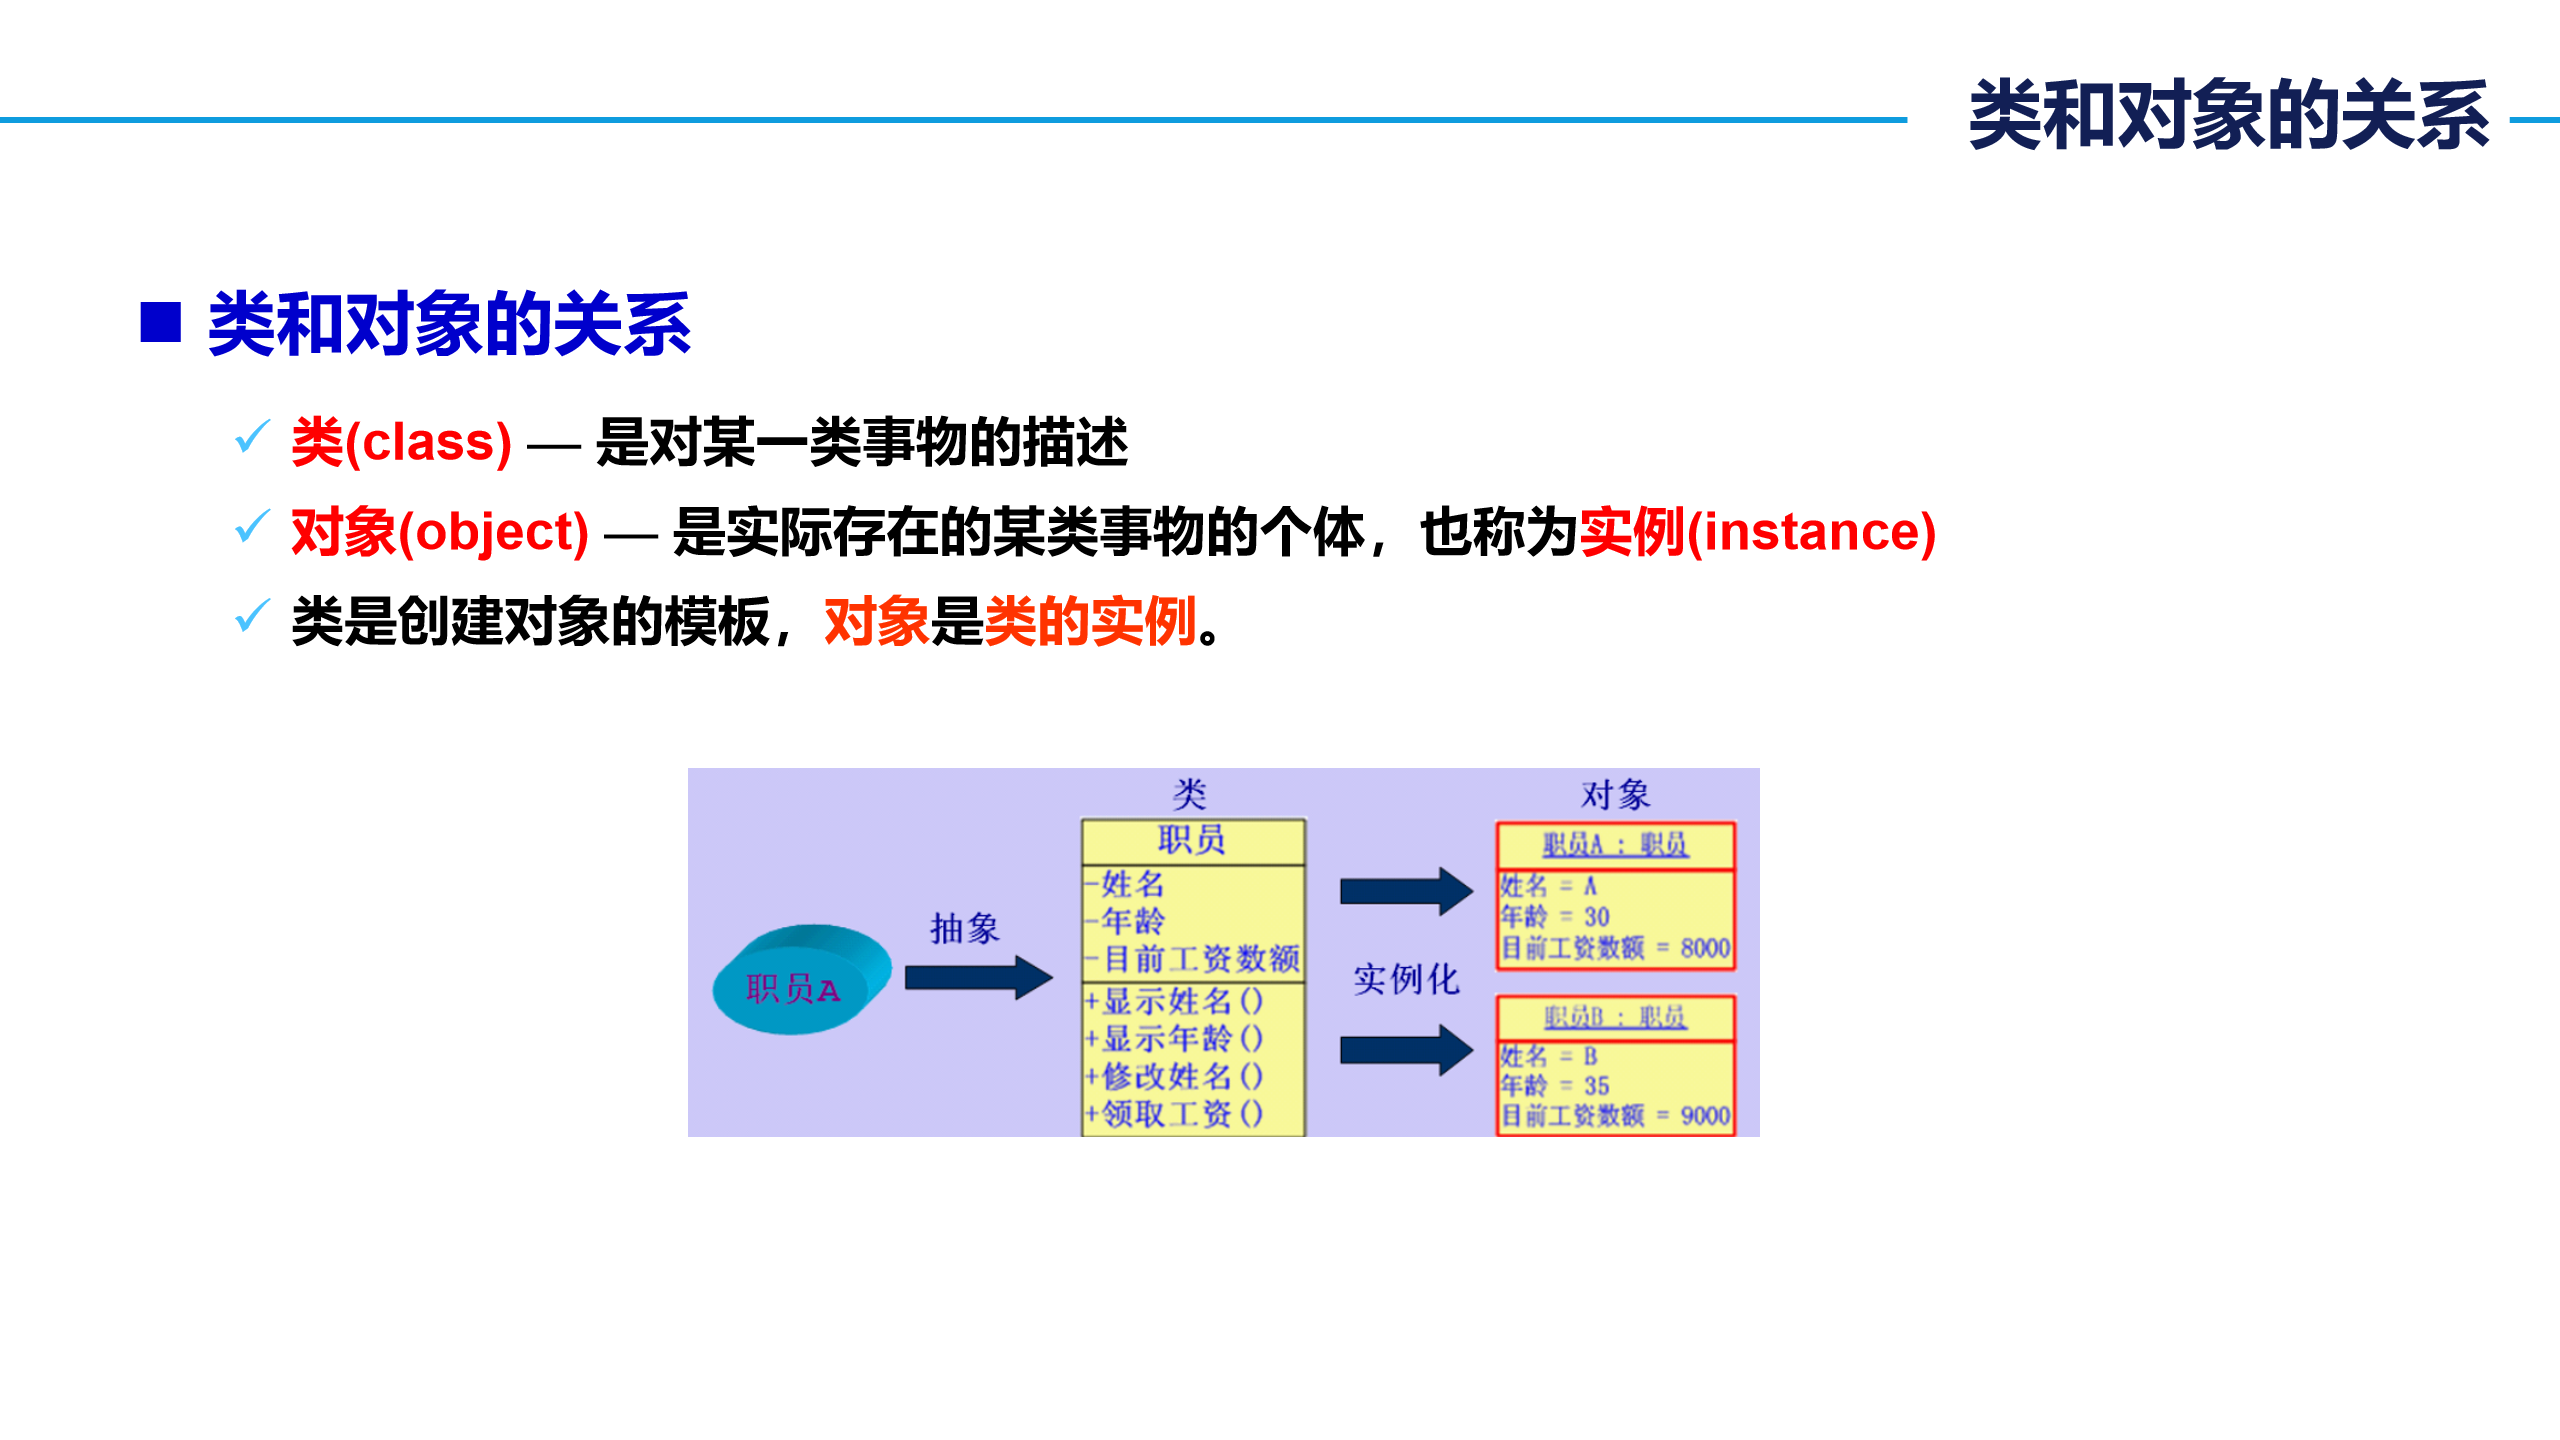 类和对象的关系
类和对象的关系
类(class) — 是对某一类事物的描述
对象(object) — 是实际存在的某类事物的个体，也称为实例(instance)
类是创建对象的模板，对象是类的实例。
职员A
抽象
类
职员
-姓名
-年龄
-目前工资数额
+显示姓名()
+显示年龄()
+修改姓名()
+领取工资()
实例化
对象
职员A : 职员
姓名 = A
年龄 = 30
目前工资数额 = 8000
职员B : 职员
姓名 = B
年龄 = 35
目前工资数额 = 9000